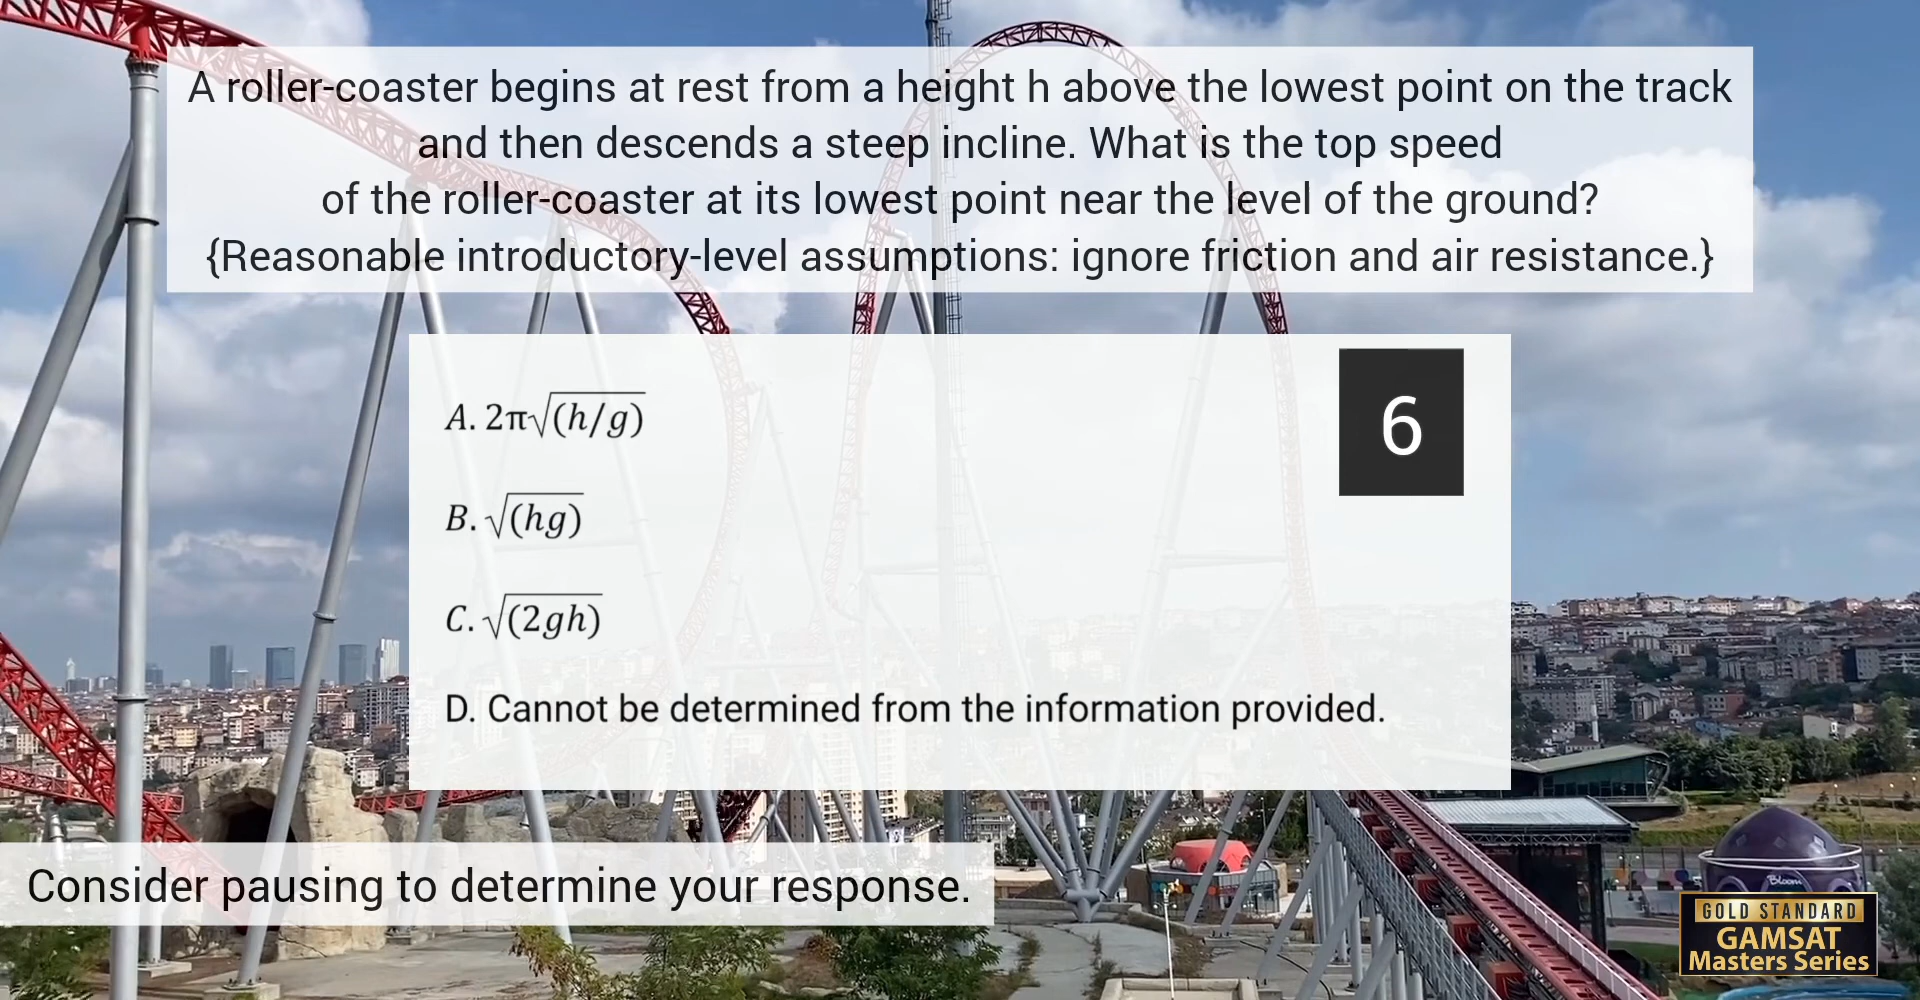 A roller-coaster begins at rest from a height h above the lowest point on the track
and then descends a steep incline. What is the top speed
of the roller-coaster at its lowest point near the level of the ground?
{Reasonable introductory-level assumptions: ignore friction and air resistance.}
A. 2π√(h/g)
6
B. √(hg)
C. √(2gh)
D. Cannot be determined from the information provided.
Consider pausing to determine your response.
Bloom
GOLD STANDARD
GAMSAT
Masters Series